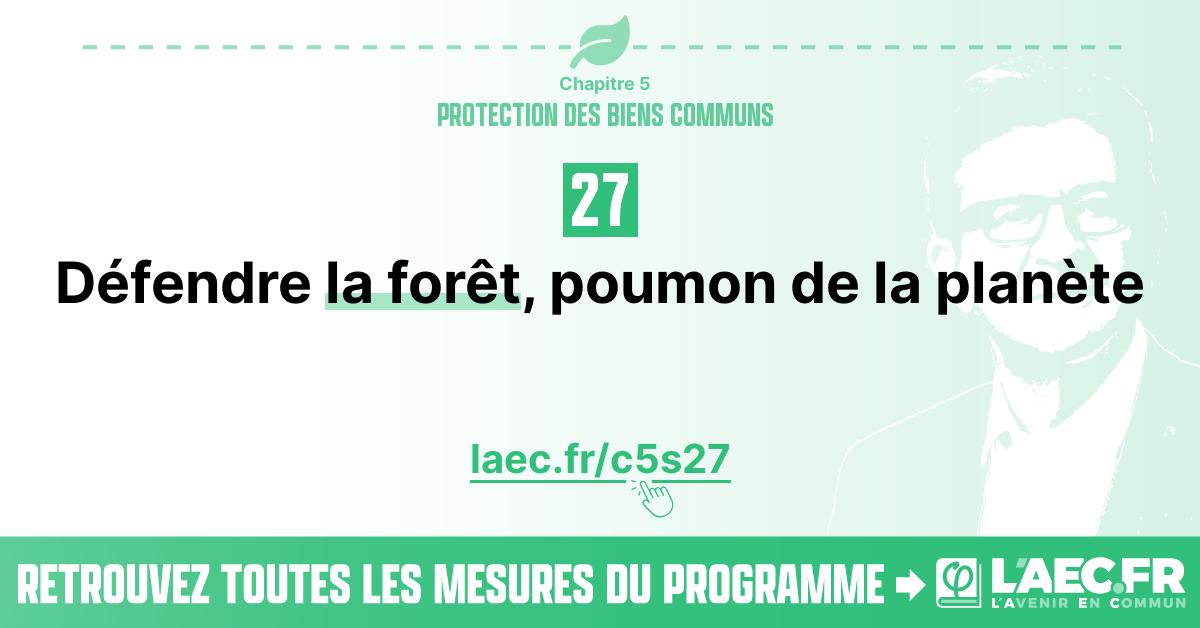 Chapitre 5
PROTECTION DES BIENS COMMUNS
27
Défendre la forêt, poumon de la planète
laec.fr/c5s27
RETROUVEZ TOUTES LES MESURES DU PROGRAMME
L'AEC.FR
L'AVENIR EN COMMUN